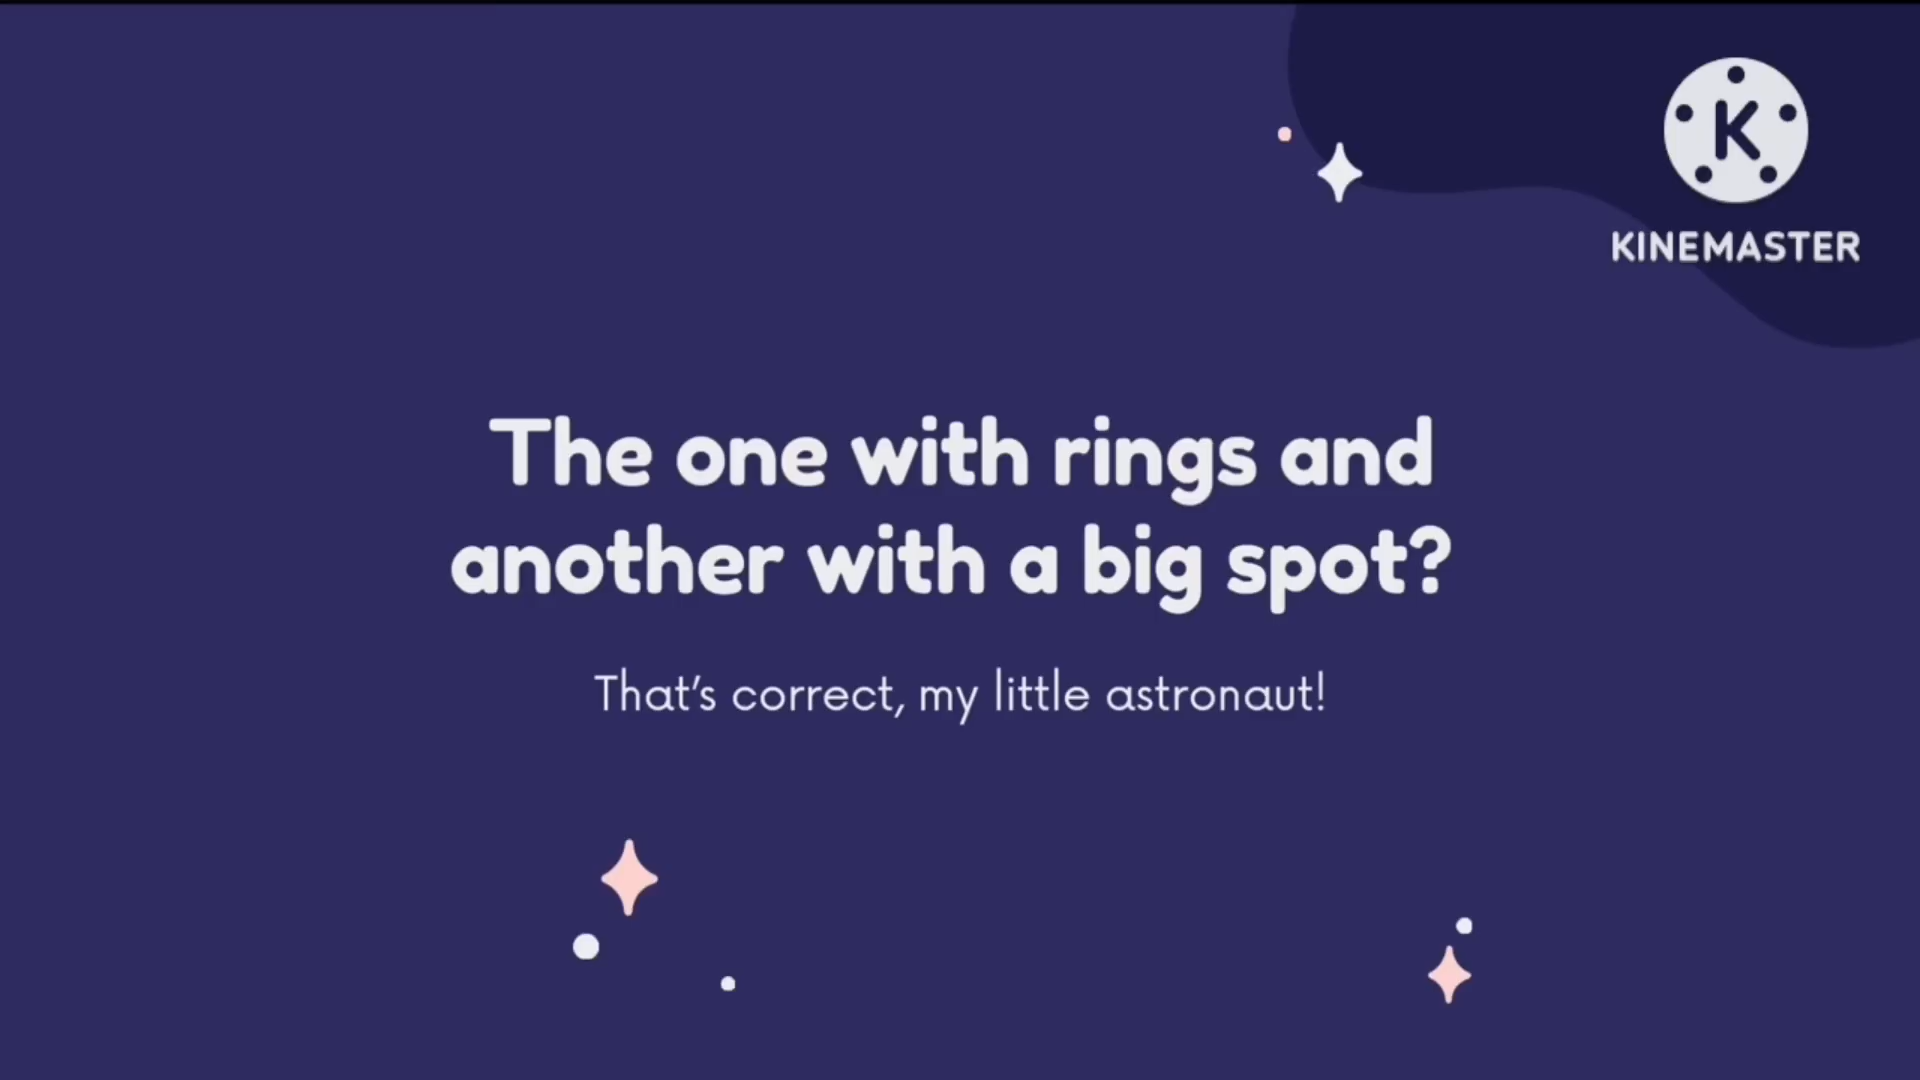 K
KINEMASTER
The one with rings and
another with a big spot?
That's correct, my little astronaut!